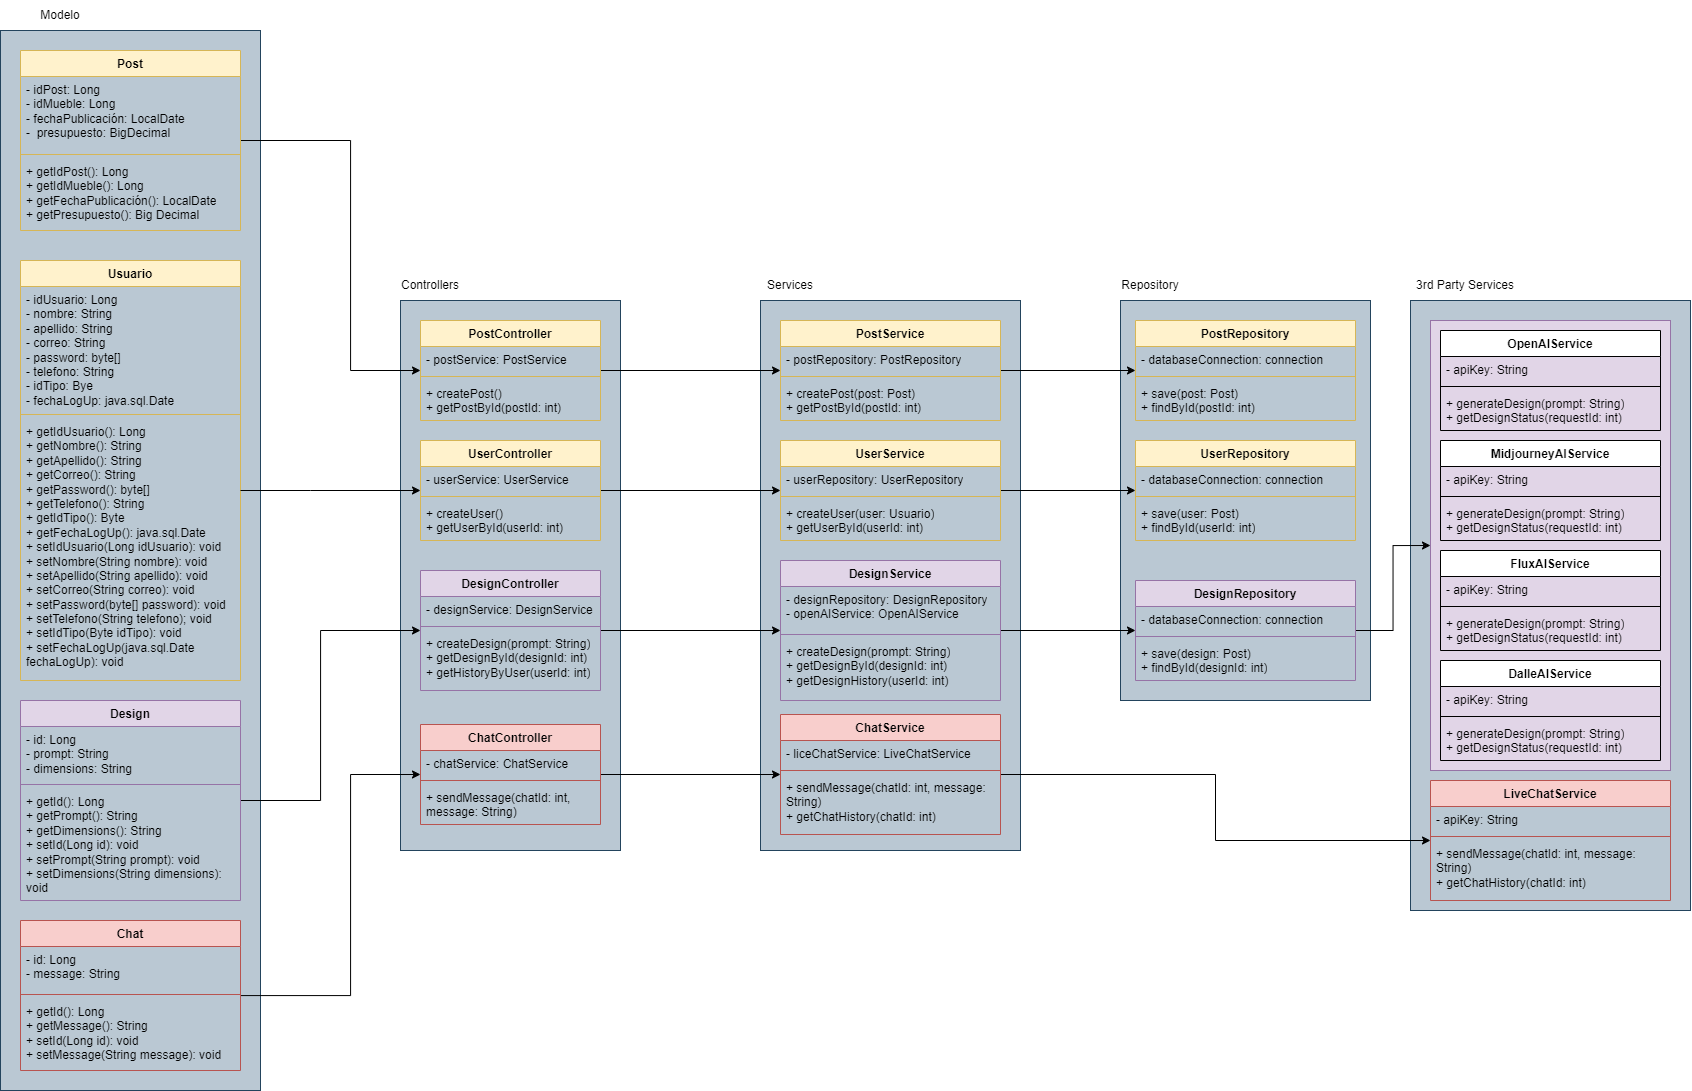 Modelo
Post
- idPost: Long
- idMueble: Long
- fechaPublicación: LocalDate
-  presupuesto: BigDecimal
+ getIdPost(): Long
+ getIdMueble(): Long
+ getFechaPublicación(): LocalDate
+ getPresupuesto(): Big Decimal
Usuario
- idUsuario: Long
- nombre: String
- apellido: String
- correo: String
- password: byte[]
- telefono: String
- idTipo: Bye
- fechaLogUp: java.sql.Date
+ getIdUsuario(): Long
+ getNombre(): String
+ getApellido(): String
+ getCorreo(): String
+ getPassword(): byte[]
+ getTelefono(): String
+ getIdTipo(): Byte
+ getFechaLogUp(): java.sql.Date
+ setIdUsuario(Long idUsuario): void
+ setNombre(String nombre): void
+ setApellido(String apellido): void
+ setCorreo(String correo): void
+ setPassword(byte[] password): void
+ setTelefono(String telefono); void
+ setIdTipo(Byte idTipo): void
+ setFechaLogUp(java.sql.Date
fechaLogUp): void
Design
- id: Long
- prompt: String
- dimensions: String
+ getId(): Long
+ getPrompt(): String
+ getDimensions(): String
+ setId(Long id): void
+ setPrompt(String prompt): void
+ setDimensions(String dimensions):
void
Chat
- id: Long
- message: String
+ getId(): Long
+ getMessage(): String
+ setId(Long id): void
+ setMessage(String message): void
Controllers
PostController
- postService: PostService
+ createPost()
+ getPostById(postId: int)
UserController
- userService: UserService
+ createUser()
+ getUserById(userId: int)
DesignController
- designService: DesignService
+ createDesign(prompt: String)
+ getDesignById(designId: int)
+ getHistoryByUser(userId: int)
ChatController
- chatService: ChatService
+ sendMessage(chatId: int,
message: String)
Services
PostService
- postRepository: PostRepository
+ createPost(post: Post)
+ getPostById(postId: int)
UserService
- userRepository: UserRepository
+ createUser(user: Usuario)
+ getUserById(userId: int)
DesignService
- designRepository: DesignRepository
- openAIService: OpenAIService
+ createDesign(prompt: String)
+ getDesignById(designId: int)
+ getDesignHistory(userId: int)
ChatService
- liceChatService: LiveChatService
+ sendMessage(chatId: int, message:
String)
+ getChatHistory(chatId: int)
Repository
PostRepository
- databaseConnection: connection
+ save(post: Post)
+ findById(postId: int)
UserRepository
- databaseConnection: connection
+ save(user: Post)
+ findById(userId: int)
DesignRepository
- databaseConnection: connection
+ save(design: Post)
+ findById(designId: int)
3rd Party Services
OpenAIService
- apiKey: String
+ generateDesign(prompt: String)
+ getDesignStatus(requestId: int)
MidjourneyAIService
- apiKey: String
+ generateDesign(prompt: String)
+ getDesignStatus(requestId: int)
FluxAIService
- apiKey: String
+ generateDesign(prompt: String)
+ getDesignStatus(requestId: int)
DalleAIService
- apiKey: String
+ generateDesign(prompt: String)
+ getDesignStatus(requestId: int)
LiveChatService
- apiKey: String
+ sendMessage(chatId: int, message:
String)
+ getChatHistory(chatId: int)